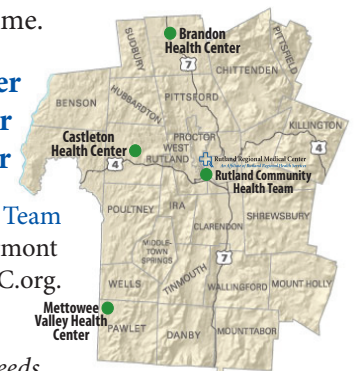 me.
er
r
r
Team
mont
C.org.
eeds
SUDBURY
Brandon
Health Center
7
PITTSFIELD
CHITTENDEN
BENSON
HUBBARDTON
PITTSFORD
KILLINGTON
Castleton
Health Center
PROCTOR
WEST
RUTLAND
4
4
Rutland Regional Medical Center
Rutland Community
Health Team
POULTNEY
IRA
CLARENDON
SHREWSBURY
MIDDLE-
TOWN
SPRINGS
7
WELLS
TINMOUTH
WALLINGFORD
MOUNT HOLLY
Mettowee
Valley Health
Center
PAWLET
DANBY
MOUNT TABOR